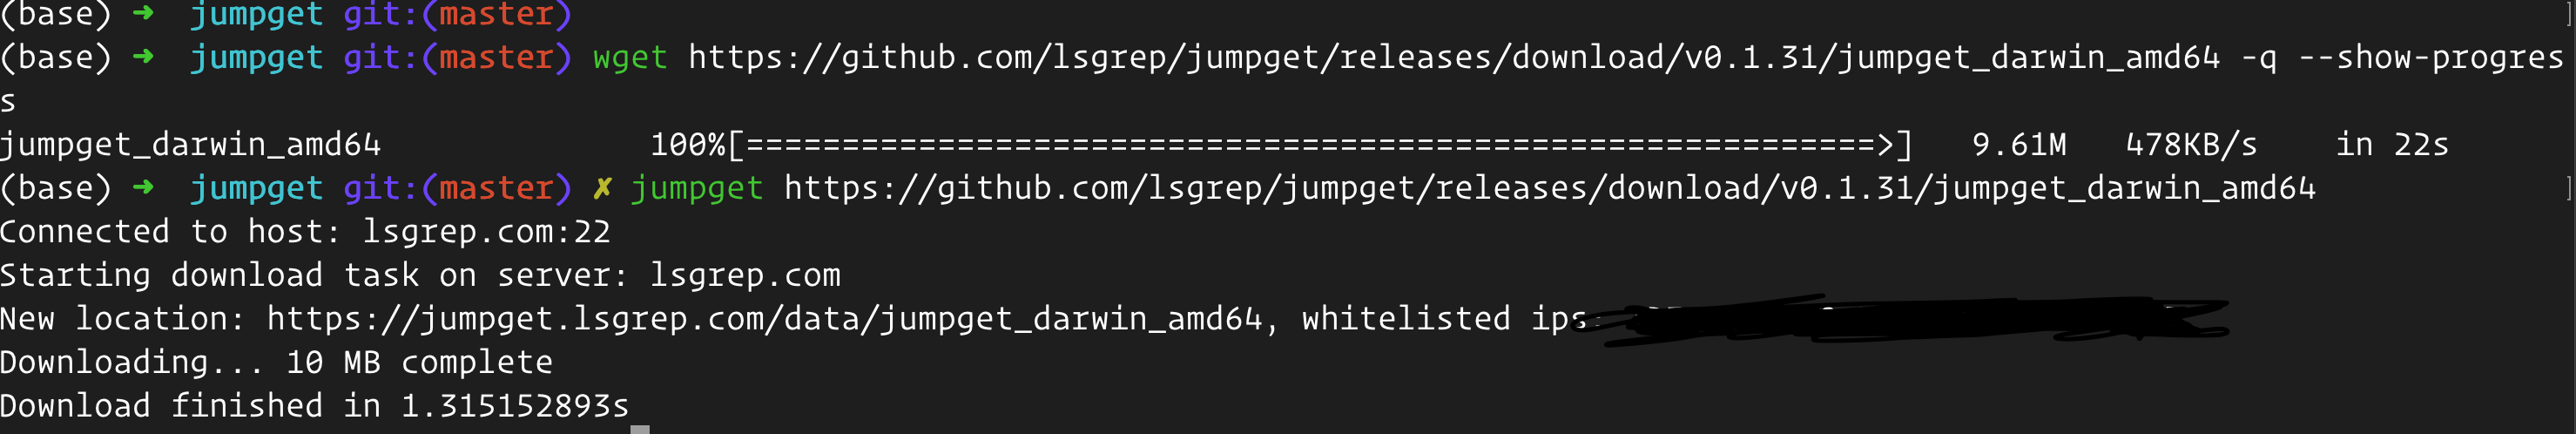 (base) ➜ jumpget git:(master)
(base) ➜ jumpget git:(master) wget https://github.com/lsgrep/jumpget/releases/download/v0.1.31/jumpget_darwin_amd64 -q --show-progres
s
jumpget_darwin_amd64 100%[===========================================================>] 9.61M 478KB/s in 22s
(base) ➜ jumpget git:(master) ✗ jumpget https://github.com/lsgrep/jumpget/releases/download/v0.1.31/jumpget_darwin_amd64
Connected to host: lsgrep.com:22
Starting download task on server: lsgrep.com
New location: https://jumpget.lsgrep.com/data/jumpget_darwin_amd64, whitelisted ips:
Downloading... 10 MB complete
Download finished in 1.315152893s